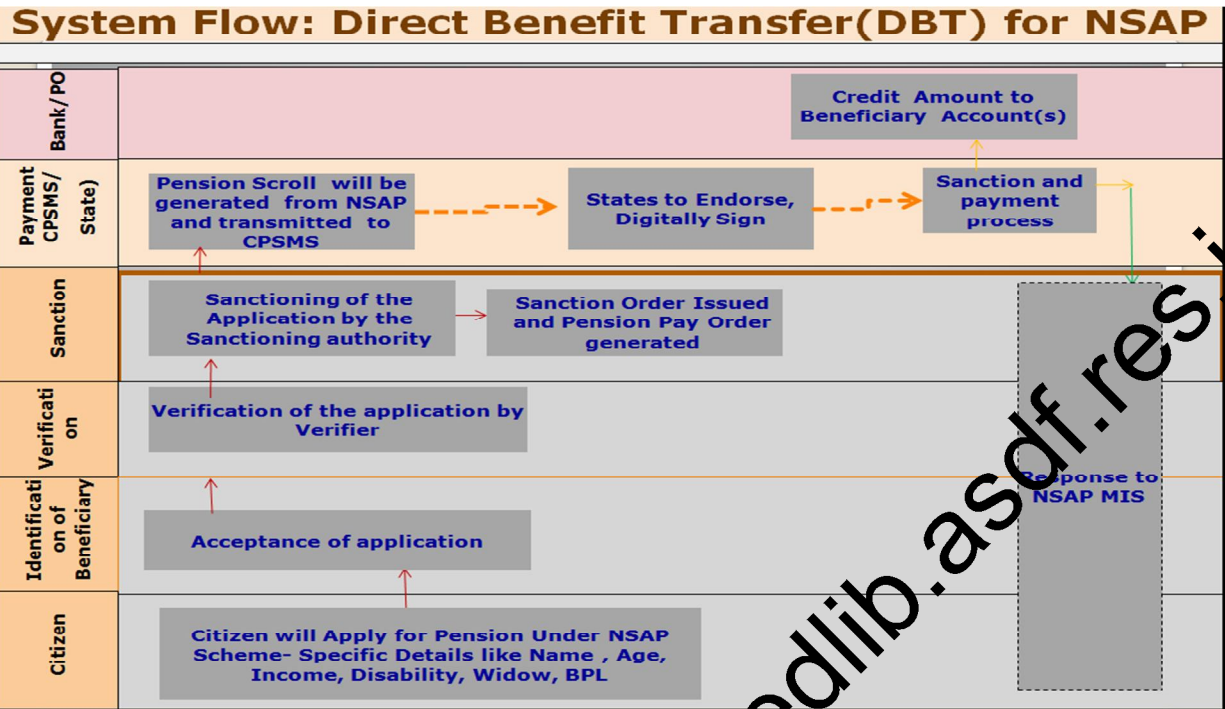 System Flow: Direct Benefit Transfer(DBT) for NSAP
Bank/PO
Credit Amount to
Beneficiary Account(s)
Payment
CPSMS/
State)
Pension Scroll will be
generated from NSAP
and transmitted to
CPSMS
States to Endorse,
Digitally Sign
Sanction and
payment
process
Sanction
Sanctioning of the
Application by the
Sanctioning authority
Sanction Order Issued
and Pension Pay Order
generated
Verificati
on
Verification of the application by
Verifier
Response to
NSAP MIS
Identificati
on of
Beneficiary
Acceptance of application
Citizen
Citizen will Apply for Pension Under NSAP
Scheme- Specific Details like Name , Age,
Income, Disability, Widow, BPL
edlib.asdf.res.